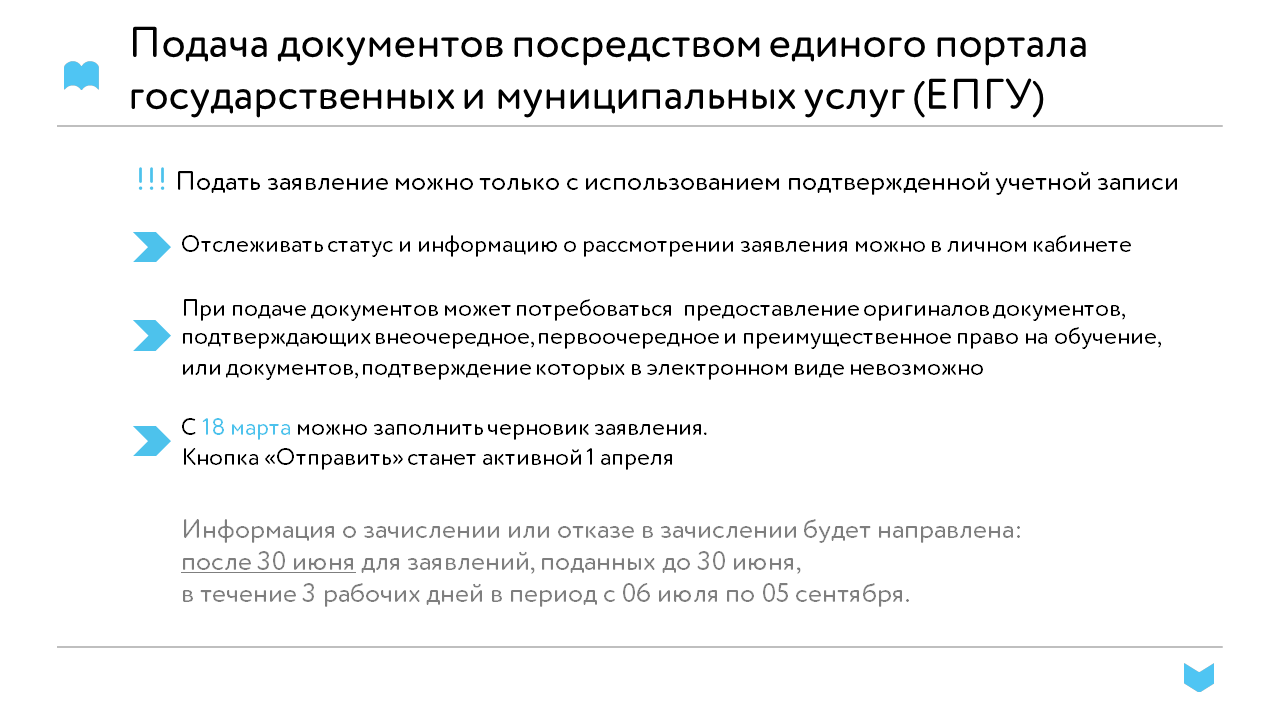 Подача документов посредством единого портала
государственных и муниципальных услуг (ЕПГУ)
!!! Подать заявление можно только с использованием подтвержденной учетной записи
Отслеживать статус и информацию о рассмотрении заявления можно в личном кабинете
При подаче документов может потребоваться предоставление оригиналов документов,
подтверждающих внеочередное, первоочередное и преимущественное право на обучение,
или документов, подтверждение которых в электронном виде невозможно
С 18 марта можно заполнить черновик заявления.
Кнопка «Отправить» станет активной 1 апреля
Информация о зачислении или отказе в зачислении будет направлена:
после 30 июня для заявлений, поданных до 30 июня,
в течение 3 рабочих дней в период с 06 июля по 05 сентября.